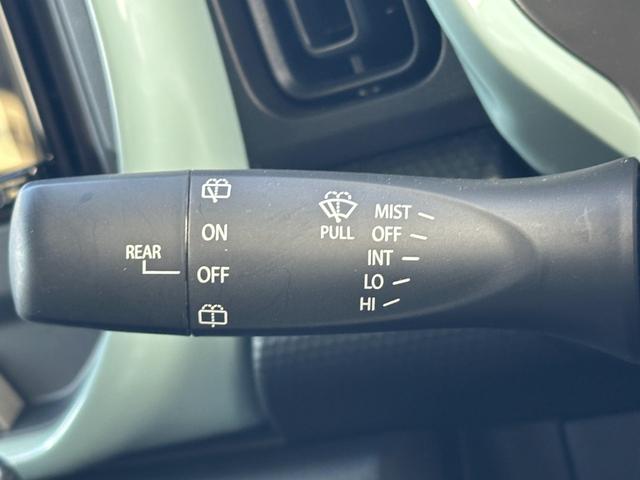 REAR
ON
OFF
PULL
MIST
OFF
INT
LO
HI